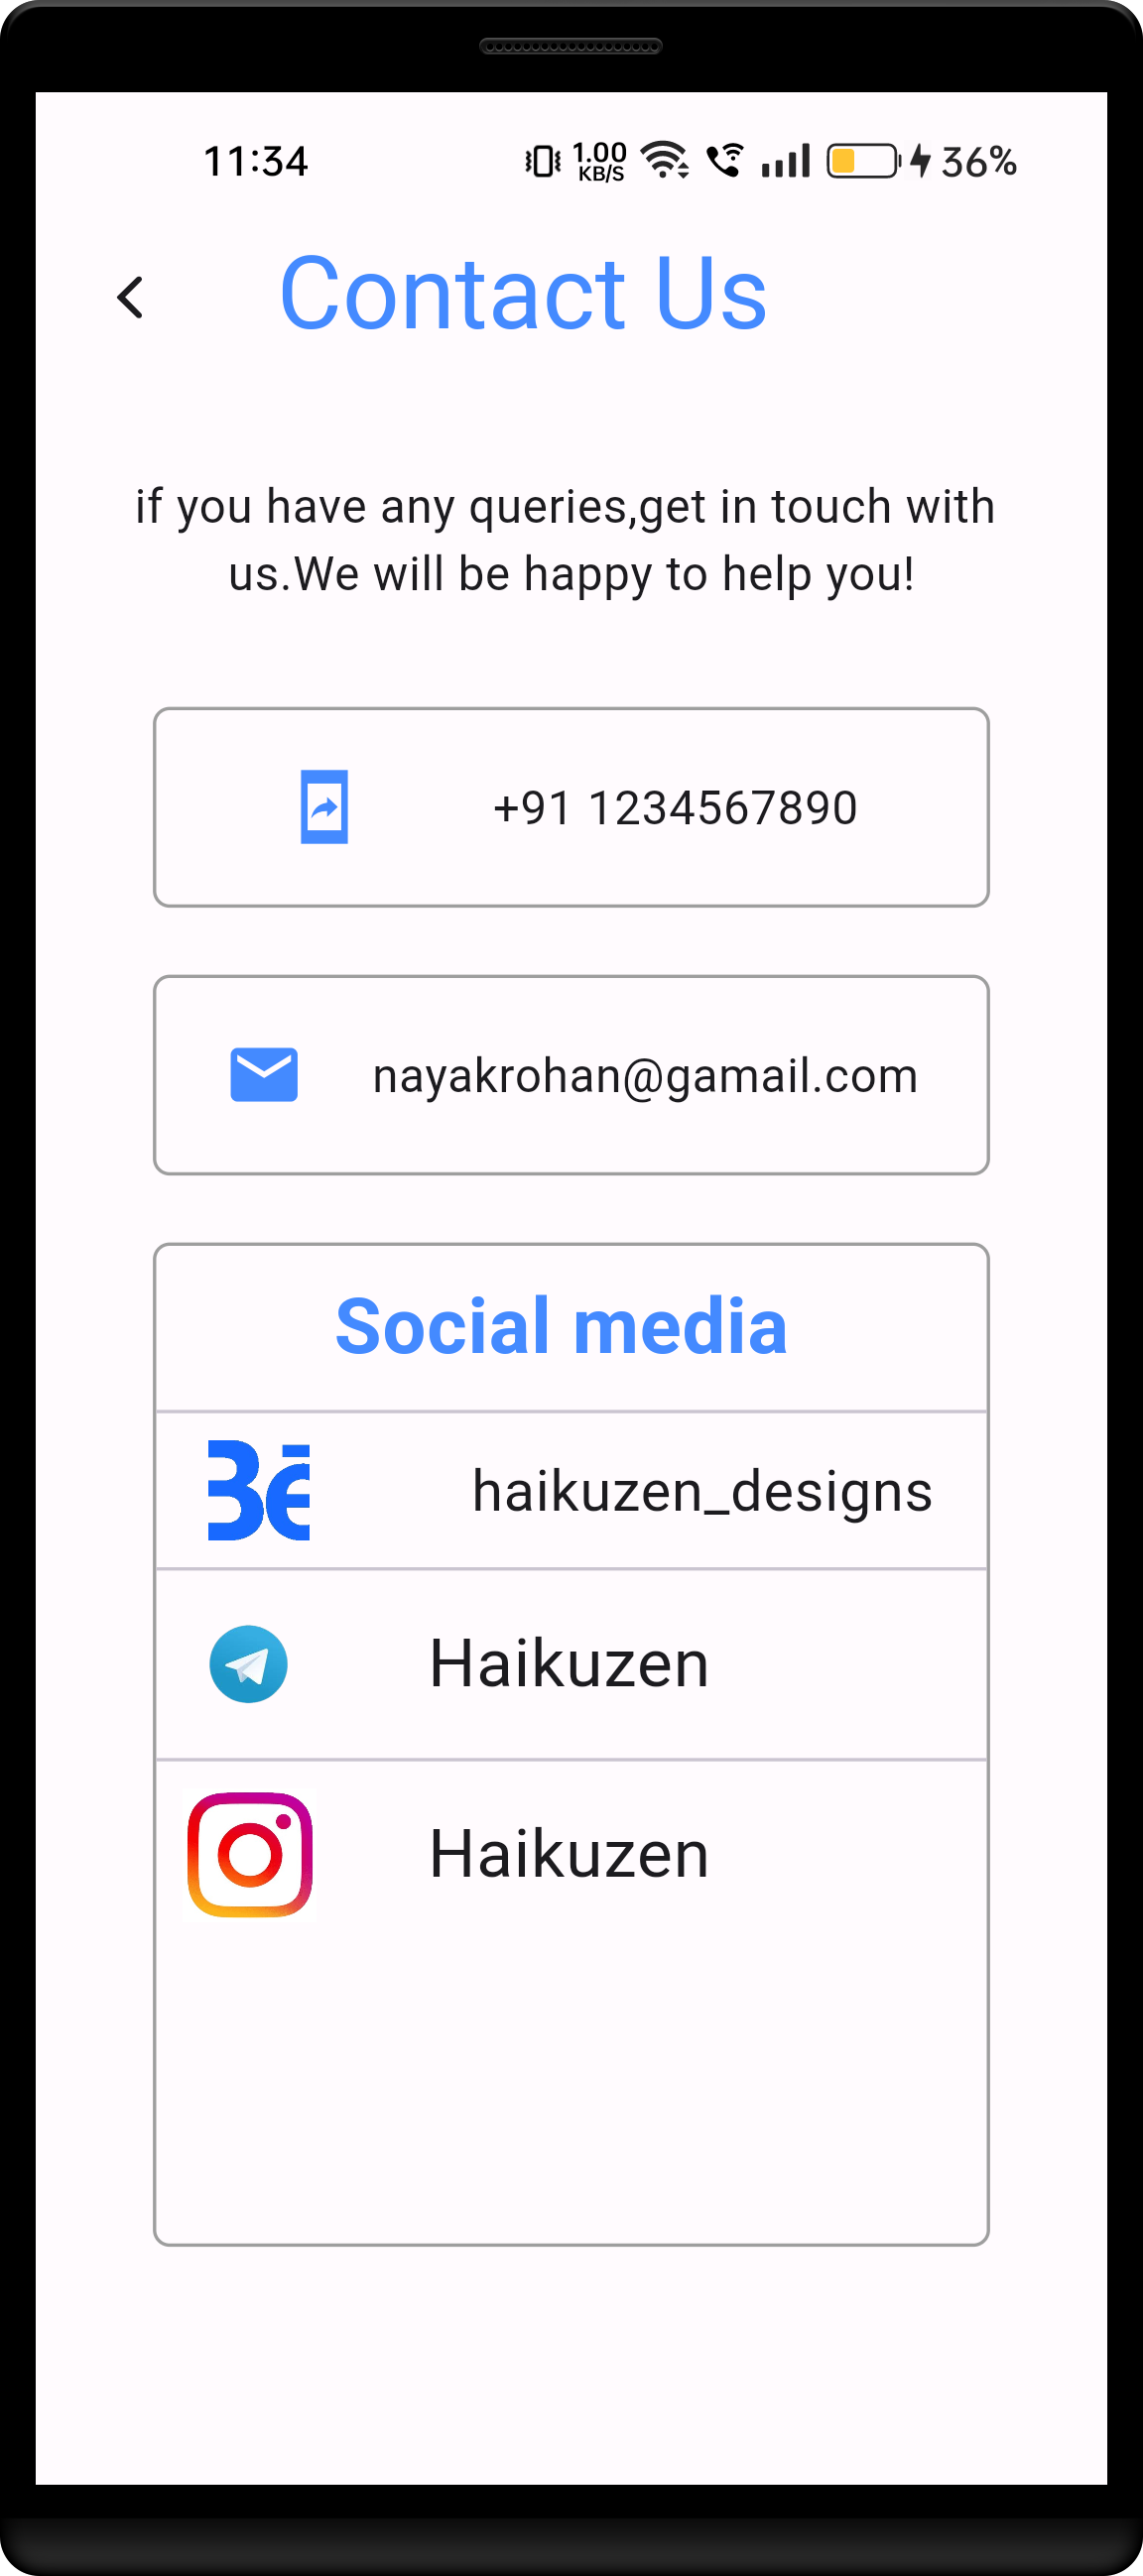 11:34 1.00 KB/S 36%
Contact Us
if you have any queries,get in touch with
us.We will be happy to help you!
+91 1234567890
nayakrohan@gamail.com
Social media
Bē haikuzen_designs
Haikuzen
Haikuzen